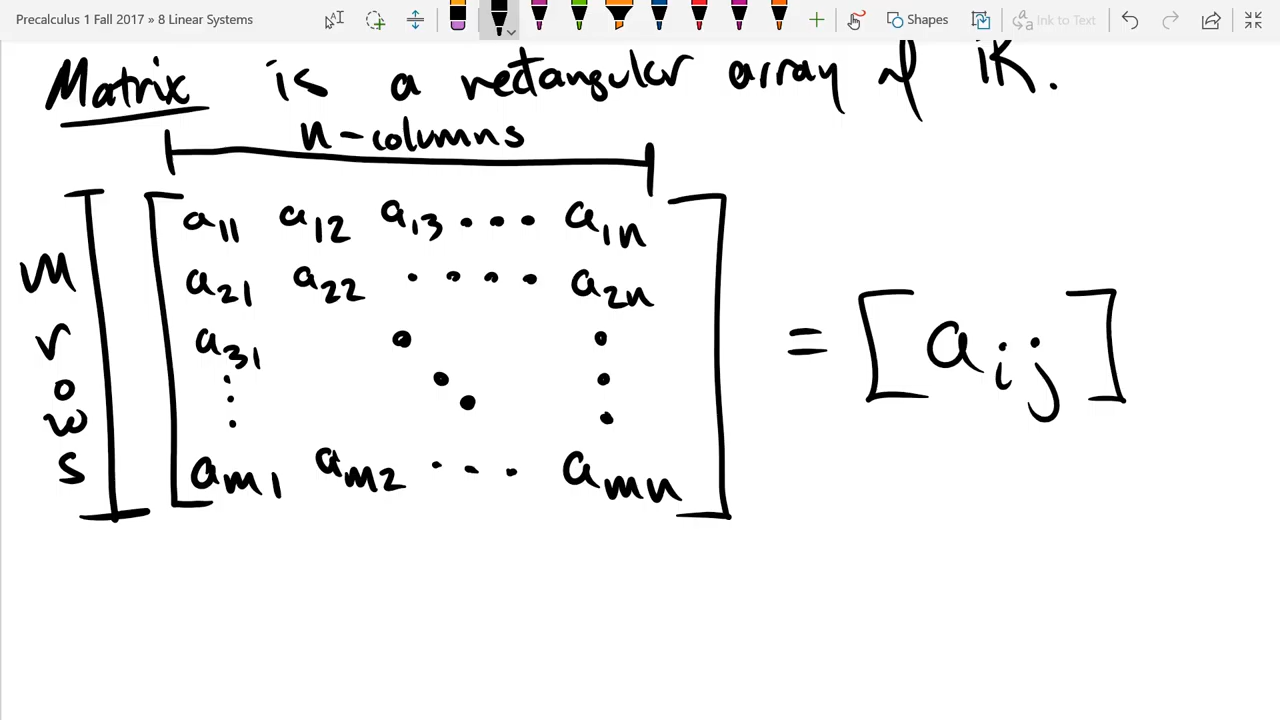 Precalculus 1 Fall 2017 » 8 Linear Systems Shapes Ink to Text
Matrix is a rectangular array of ℝ.
n-columns
m rows
a11 a12 a13 ... a1n
a21 a22 .... a2n
a31
am1 am2 ... amn
= [aij]